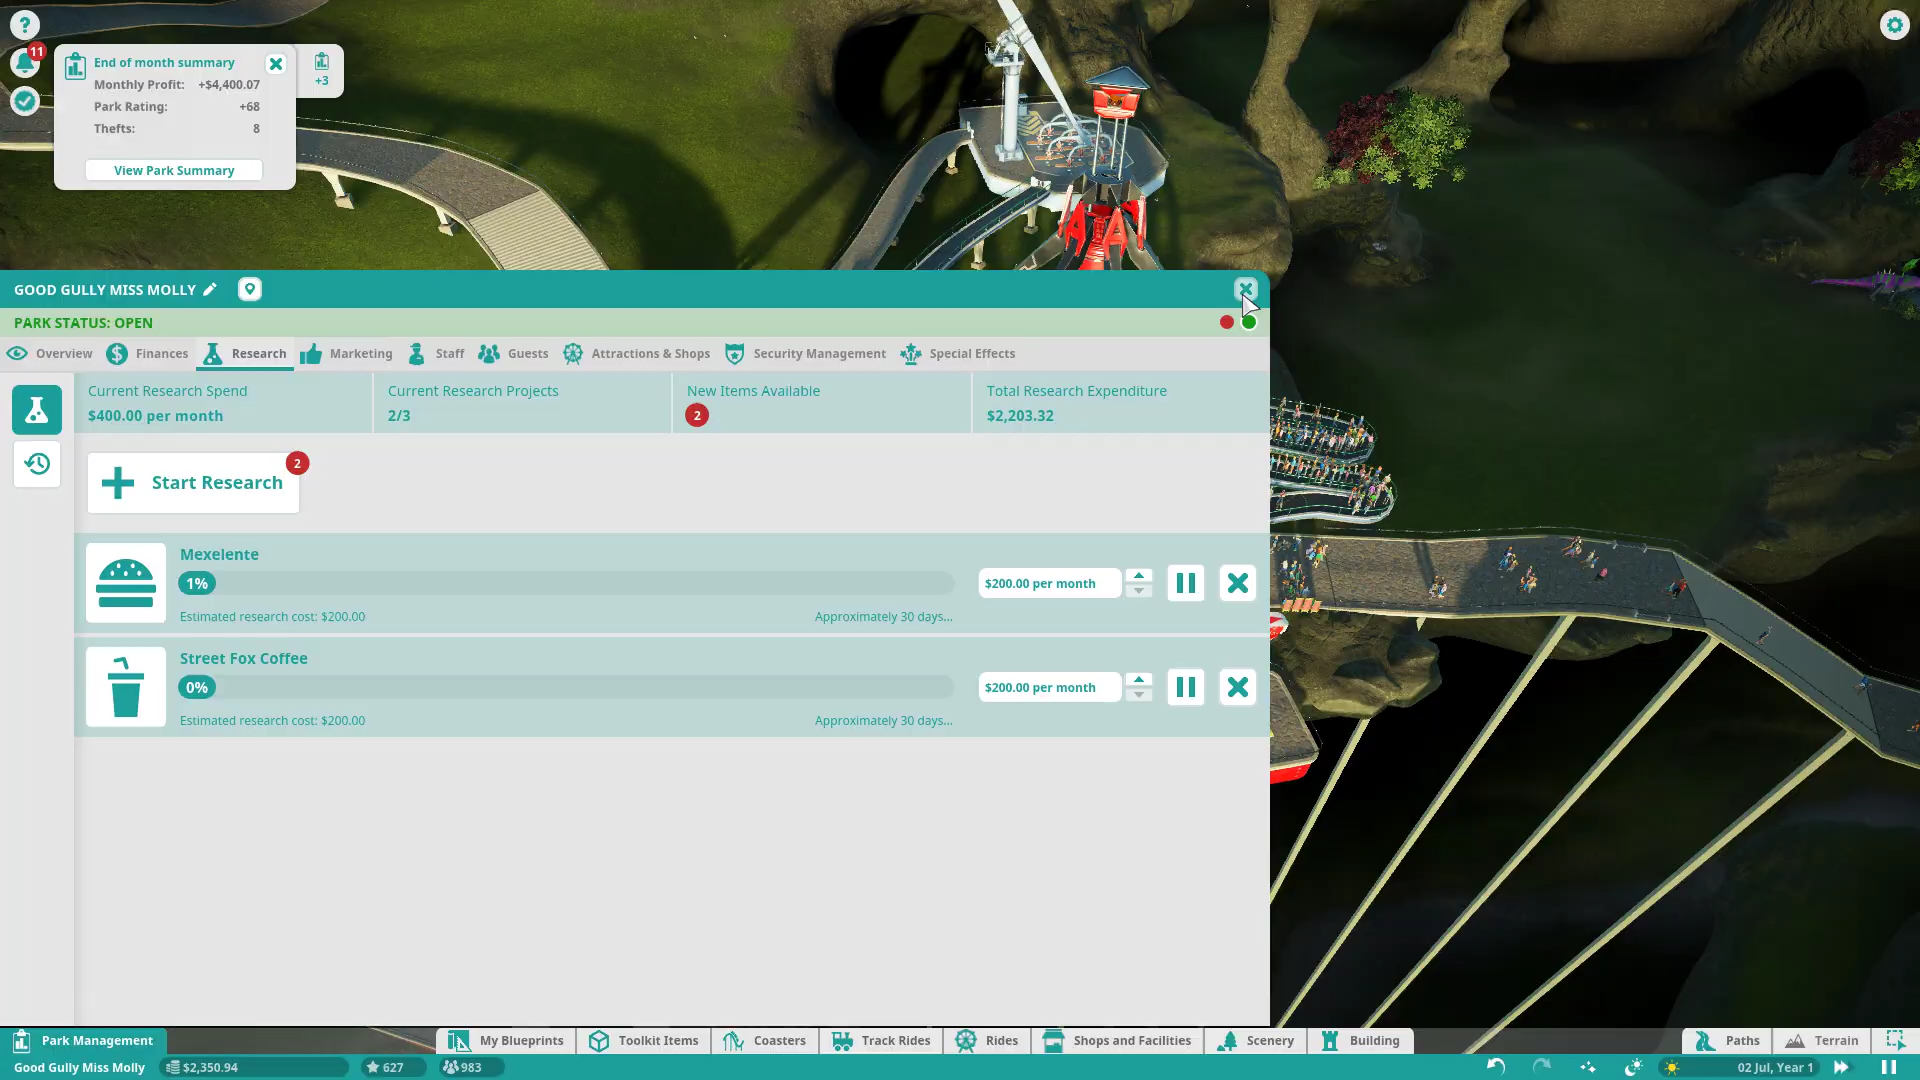 ?
11
End of month summary
Monthly Profit: +$4,400.07
Park Rating: +68
Thefts: 8
View Park Summary
+3
GOOD GULLY MISS MOLLY
PARK STATUS: OPEN
Overview Finances Research Marketing Staff Guests Attractions & Shops Security Management Special Effects
Current Research Spend
$400.00 per month
Current Research Projects
2/3
New Items Available
2
Total Research Expenditure
$2,203.32
Start Research
2
Mexelente
1%
$200.00 per month
Estimated research cost: $200.00
Approximately 30 days...
Street Fox Coffee
0%
$200.00 per month
Estimated research cost: $200.00
Approximately 30 days...
Park Management My Blueprints Toolkit Items Coasters Track Rides Rides Shops and Facilities Scenery Building Paths Terrain
Good Gully Miss Molly $2,350.94 627 983 02 Jul, Year 1